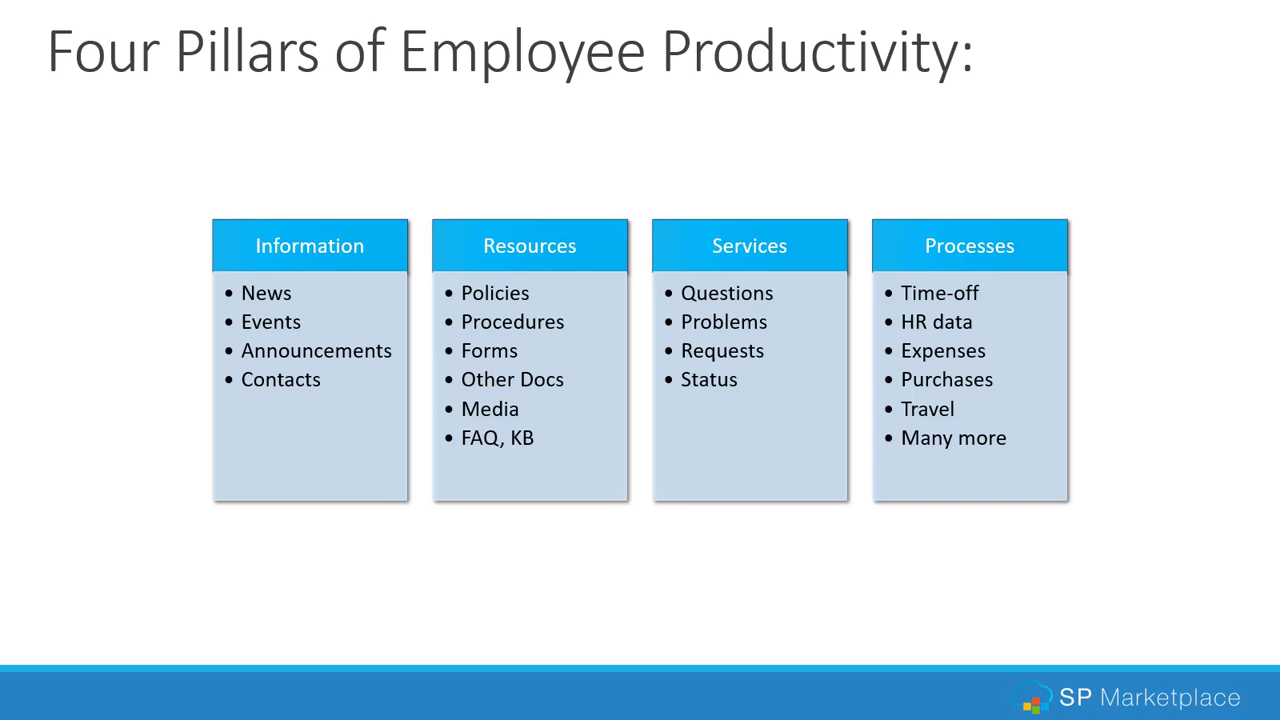 Four Pillars of Employee Productivity:
Information
• News
• Events
• Announcements
• Contacts
Resources
• Policies
• Procedures
• Forms
• Other Docs
• Media
• FAQ, KB
Services
• Questions
• Problems
• Requests
• Status
Processes
• Time-off
• HR data
• Expenses
• Purchases
• Travel
• Many more
SP Marketplace